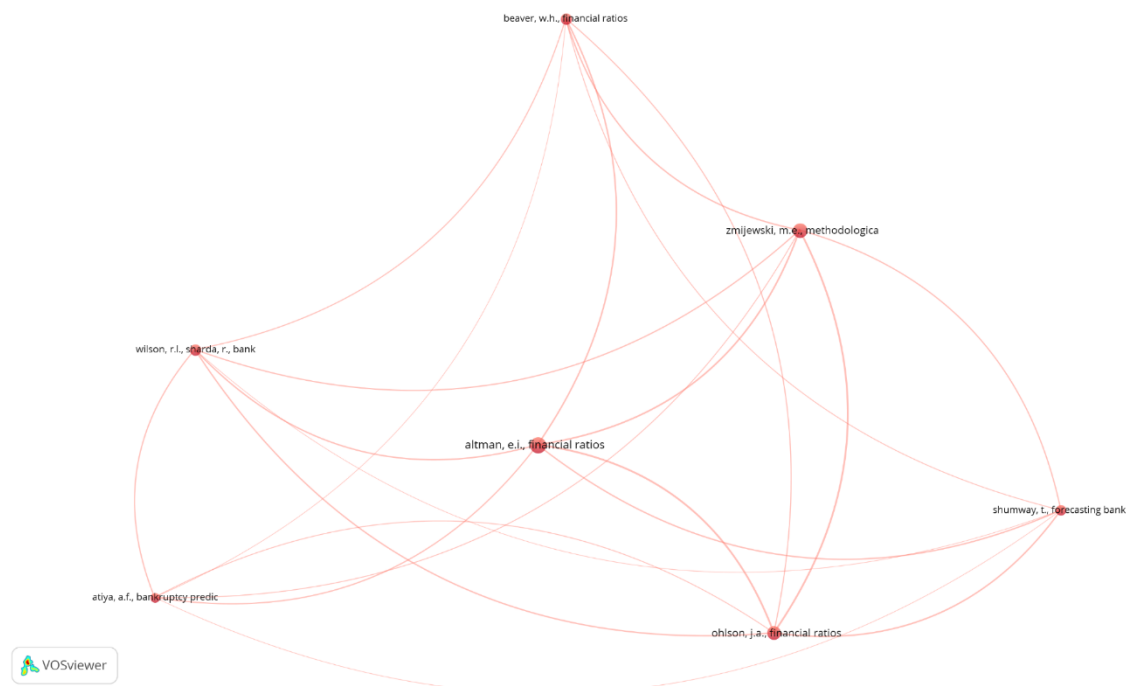 beaver, w.h., financial ratios
zmijewski, m.e., methodologica
wilson, r.l., sharda, r., bank
altman, e.i., financial ratios
shumway, t., forecasting bank
atiya, a.f., bankruptcy predic
ohlson, j.a., financial ratios
VOSviewer